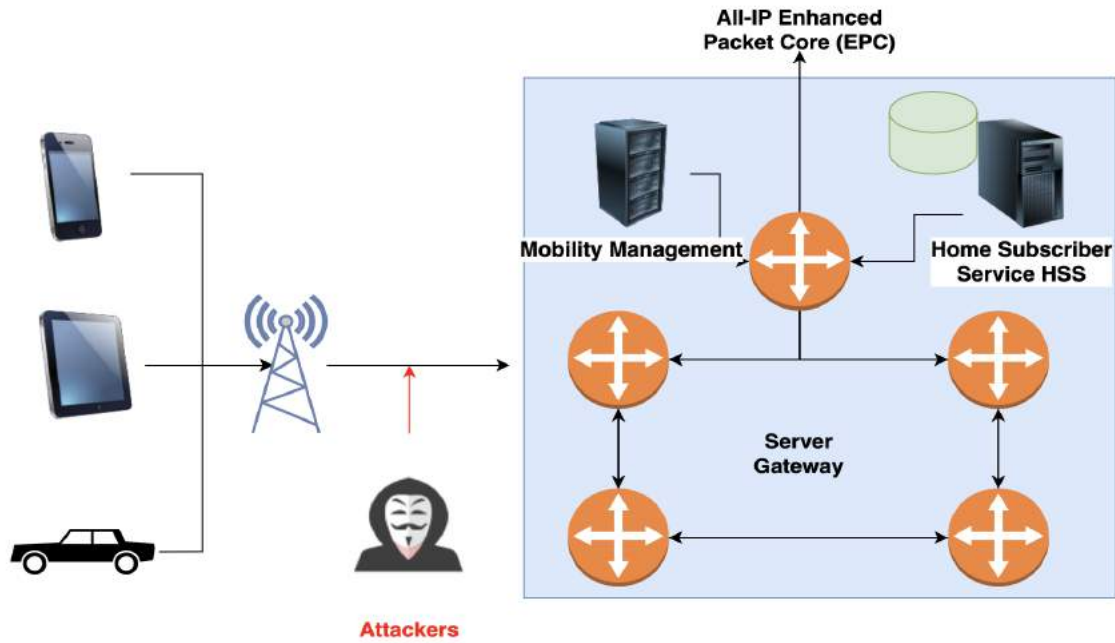 All-IP Enhanced
Packet Core (EPC)
Mobility Management
Home Subscriber
Service HSS
Server
Gateway
Attackers